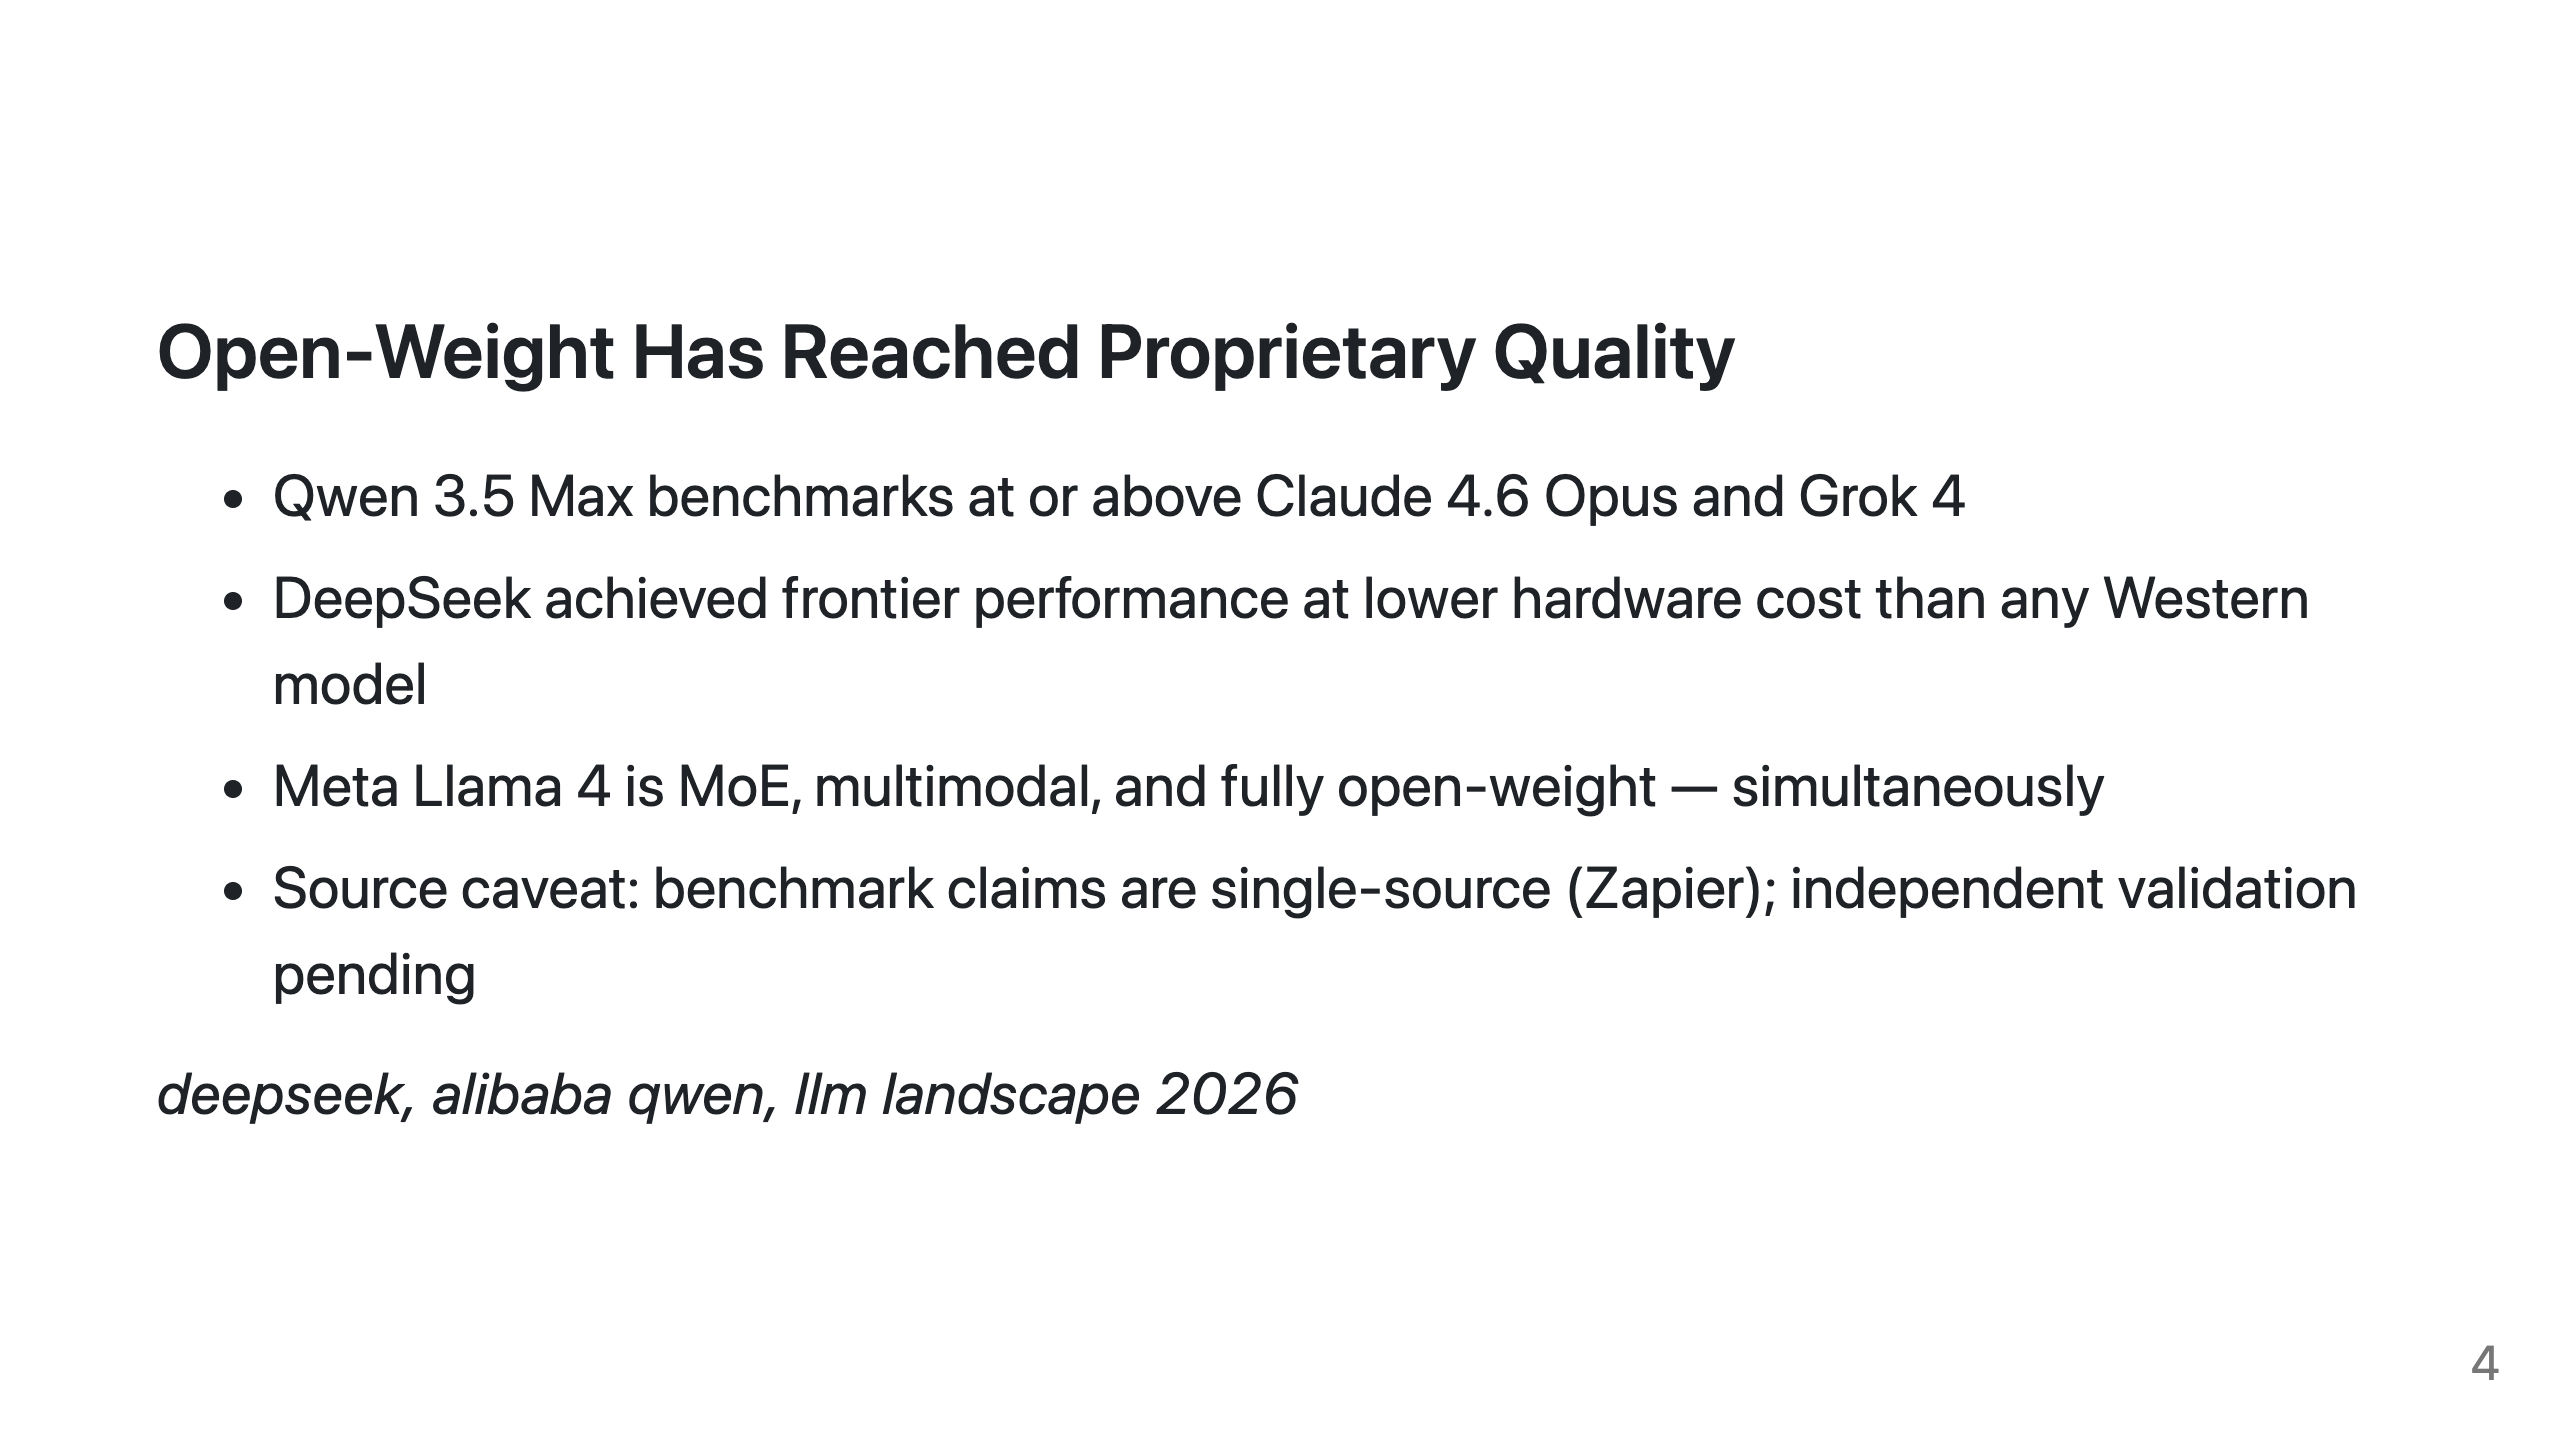 Open-Weight Has Reached Proprietary Quality
• Qwen 3.5 Max benchmarks at or above Claude 4.6 Opus and Grok 4
• DeepSeek achieved frontier performance at lower hardware cost than any Western
model
• Meta Llama 4 is MoE, multimodal, and fully open-weight — simultaneously
• Source caveat: benchmark claims are single-source (Zapier); independent validation
pending
deepseek, alibaba qwen, llm landscape 2026
4